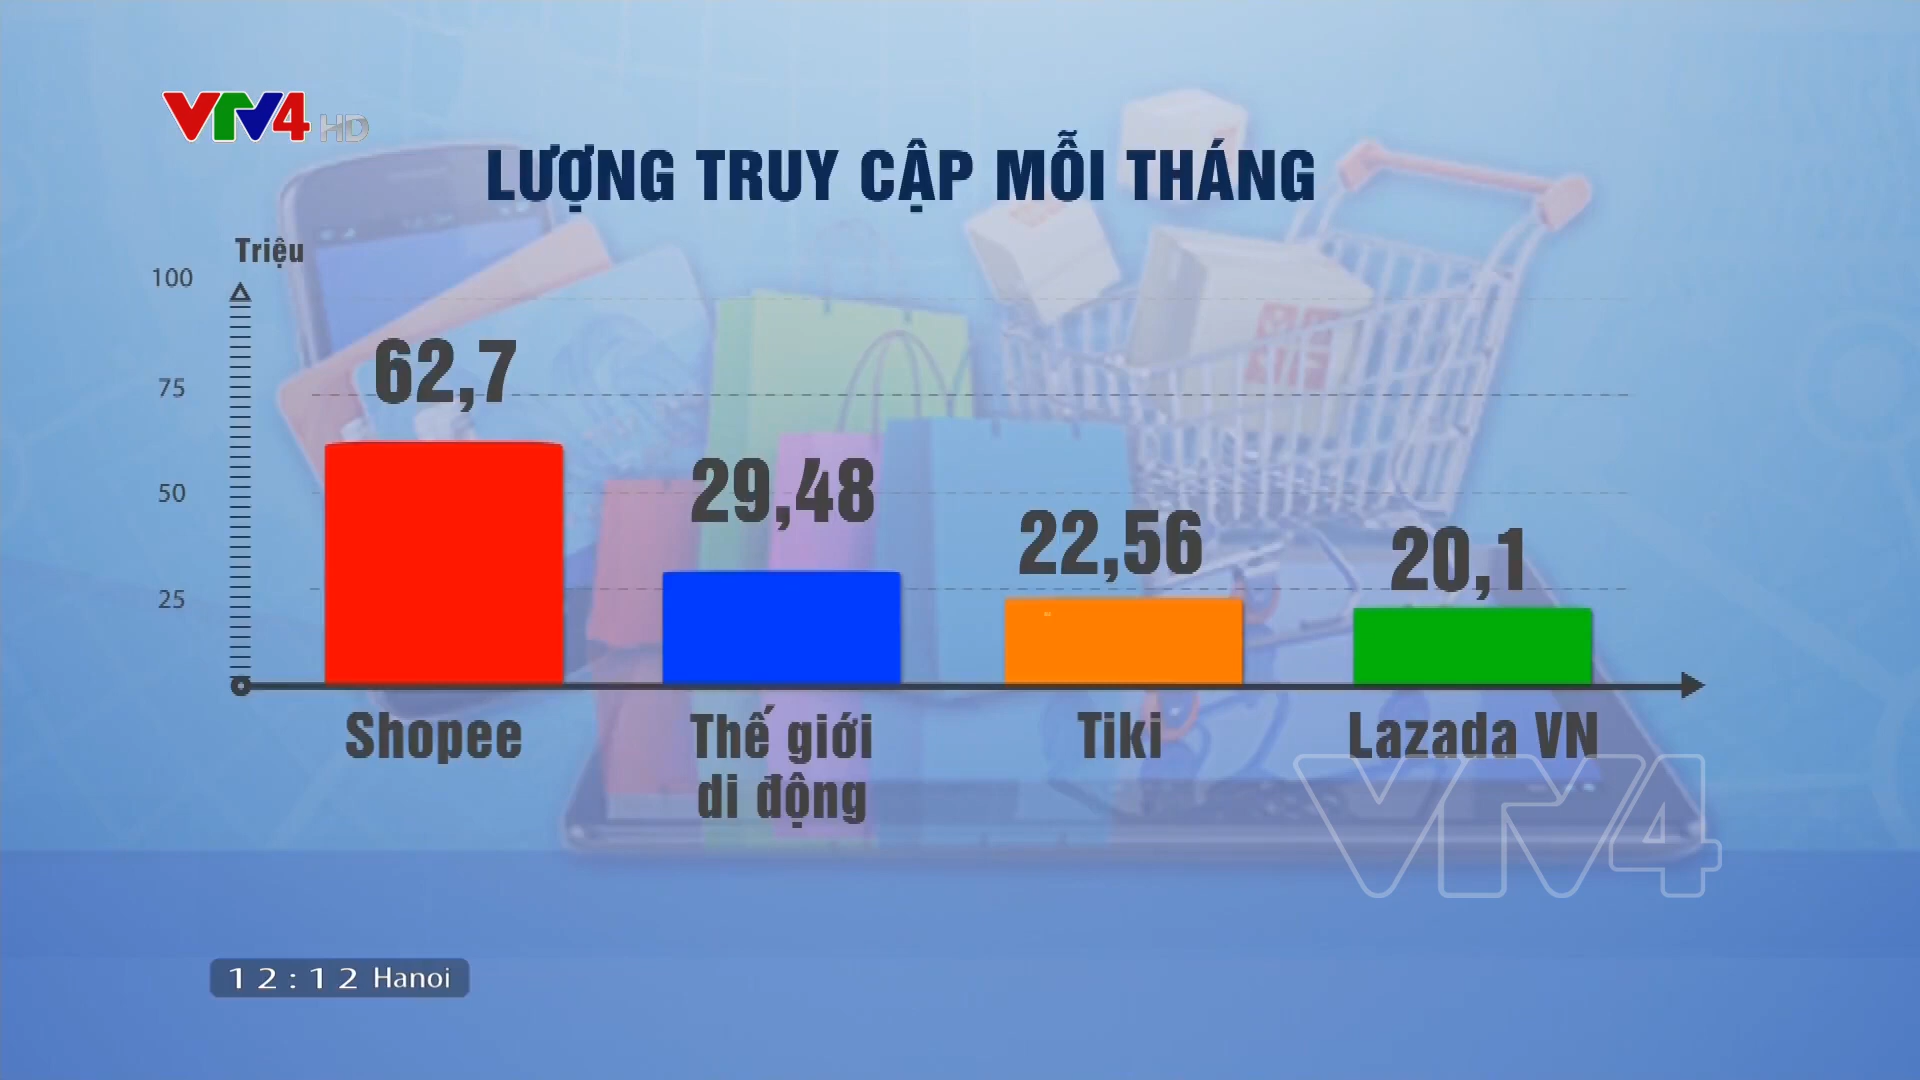 VTV4 HD
LƯỢNG TRUY CẬP MỖI THÁNG
Triệu
100
75
50
25
62,7
29,48
22,56
20,1
Shopee
Thế giới
di động
Tiki
Lazada VN
VTV4
12:12 Hanoi